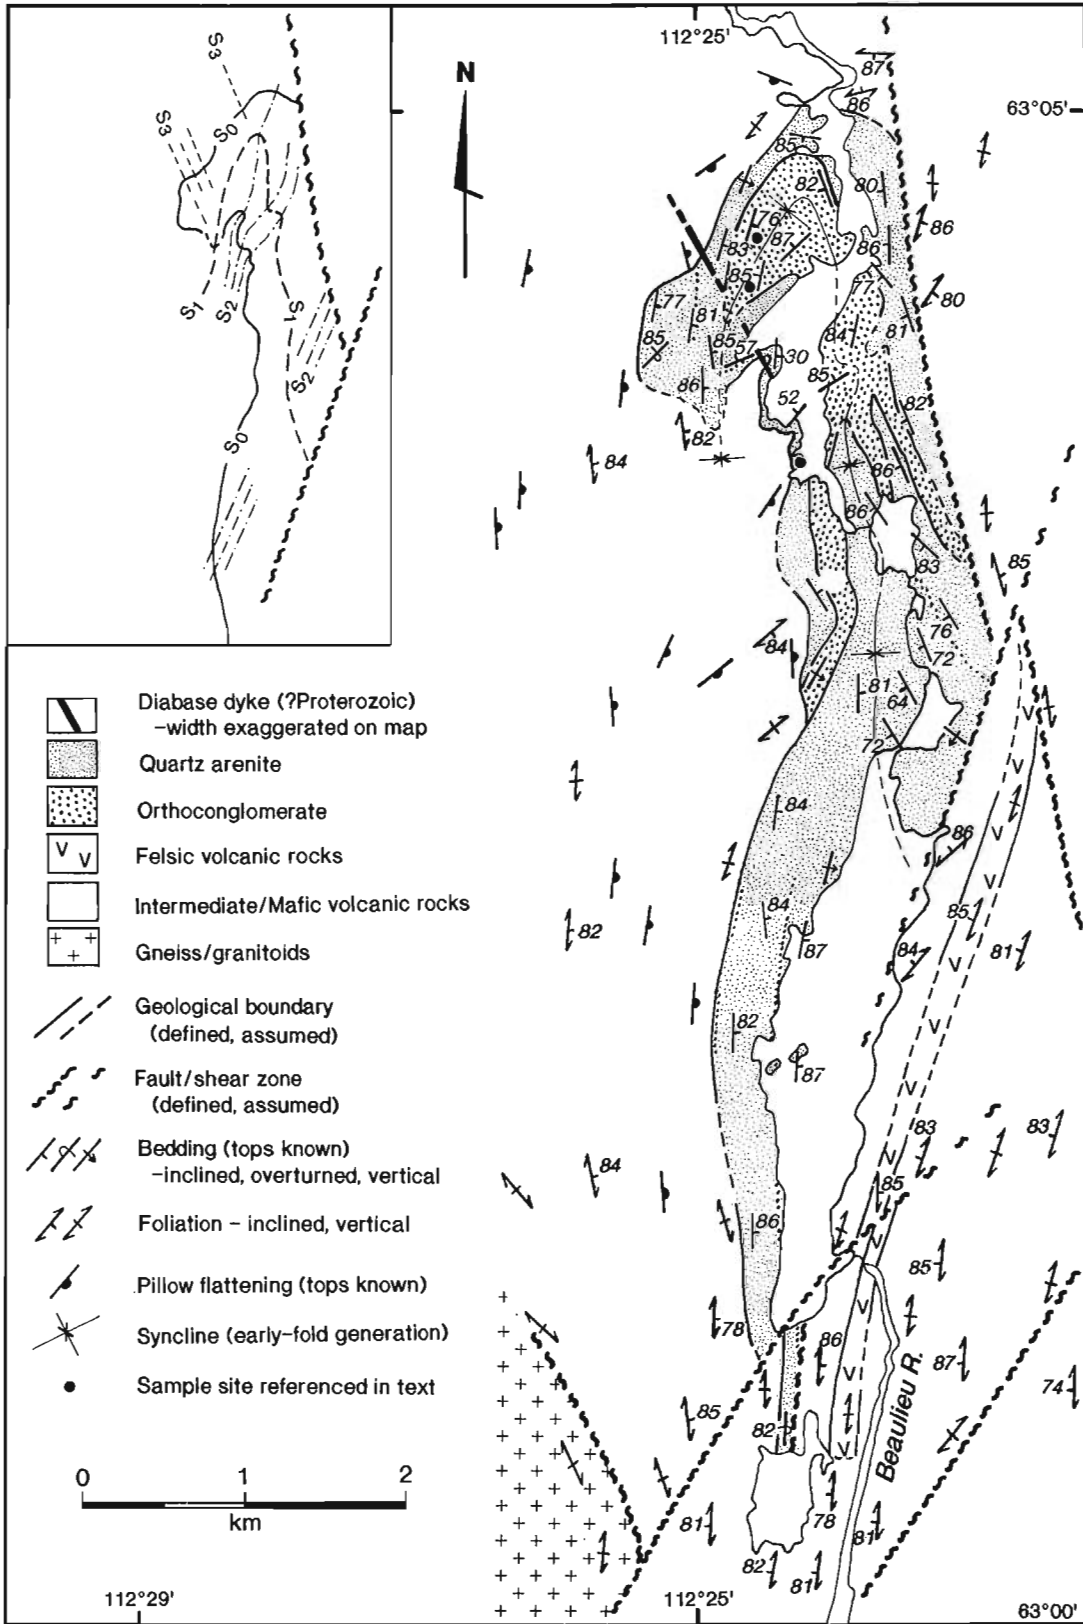 S3
S3
S0
S1
S2
S1
S2
S0
N
112°25'
63°05'
87
86
85
82
80
76
83
87
86
86
85
77
80
77
81
84
81
85
85
57
30
86
85
52
82
82
84
86
86
83
85
84
76
72
81
64
72
84
86
84
82
85
84
81
87
82
87
83
83
84
85
86
85
78
86
87
74
85
82
81
78
81
82
81
Beaulieu R.
Diabase dyke (?Proterozoic)
–width exaggerated on map
Quartz arenite
Orthoconglomerate
V V
Felsic volcanic rocks
Intermediate/Mafic volcanic rocks
Gneiss/granitoids
Geological boundary
(defined, assumed)
Fault/shear zone
(defined, assumed)
Bedding (tops known)
–inclined, overturned, vertical
Foliation – inclined, vertical
Pillow flattening (tops known)
Syncline (early-fold generation)
Sample site referenced in text
0 1 2
km
V
V
V
V
V
V
V
V
V
V
V
112°29'
112°25'
63°00'